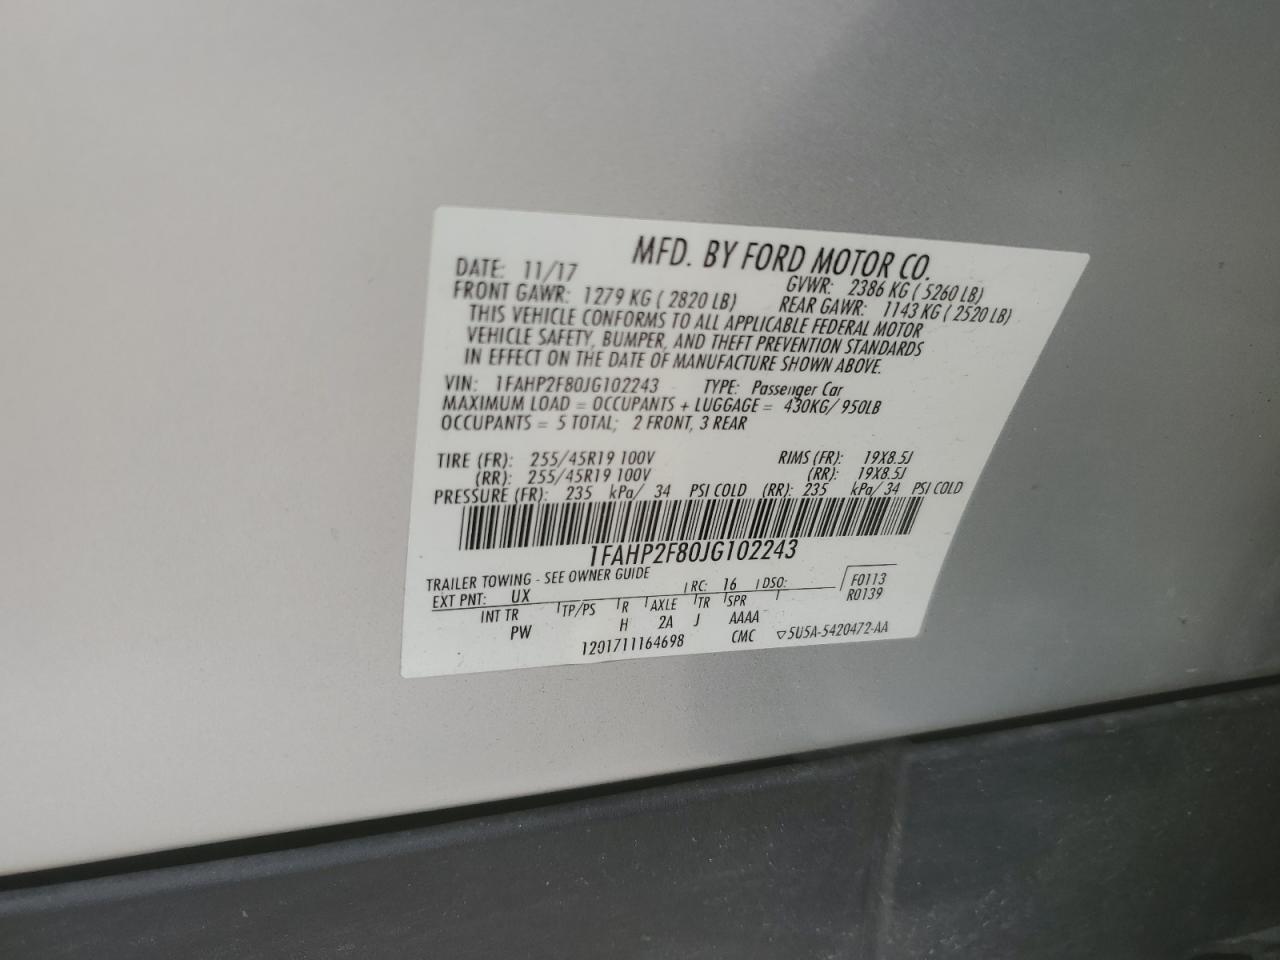 MFD. BY FORD MOTOR CO.
DATE: 11/17 GVWR: 2386 KG ( 5260 LB)
FRONT GAWR: 1279 KG ( 2820 LB) REAR GAWR: 1143 KG ( 2520 LB)
THIS VEHICLE CONFORMS TO ALL APPLICABLE FEDERAL MOTOR
VEHICLE SAFETY, BUMPER, AND THEFT PREVENTION STANDARDS
IN EFFECT ON THE DATE OF MANUFACTURE SHOWN ABOVE.
VIN: 1FAHP2F80JG102243 TYPE: Passenger Car
MAXIMUM LOAD = OCCUPANTS + LUGGAGE = 430KG/ 950LB
OCCUPANTS = 5 TOTAL; 2 FRONT, 3 REAR
TIRE (FR): 255/45R19 100V RIMS (FR): 19X8.5J
(RR): 255/45R19 100V (RR): 19X8.5J
PRESSURE (FR): 235 kPa/ 34 PSI COLD (RR): 235 kPa/ 34 PSI COLD
1FAHP2F80JG102243
TRAILER TOWING - SEE OWNER GUIDE
EXT PNT: UX RC: 16 DSO: F0113
R0139
INT TR TP/PS R AXLE TR SPR
PW H 2A J AAAA
1201711164698 CMC ▽5U5A-5420472-AA